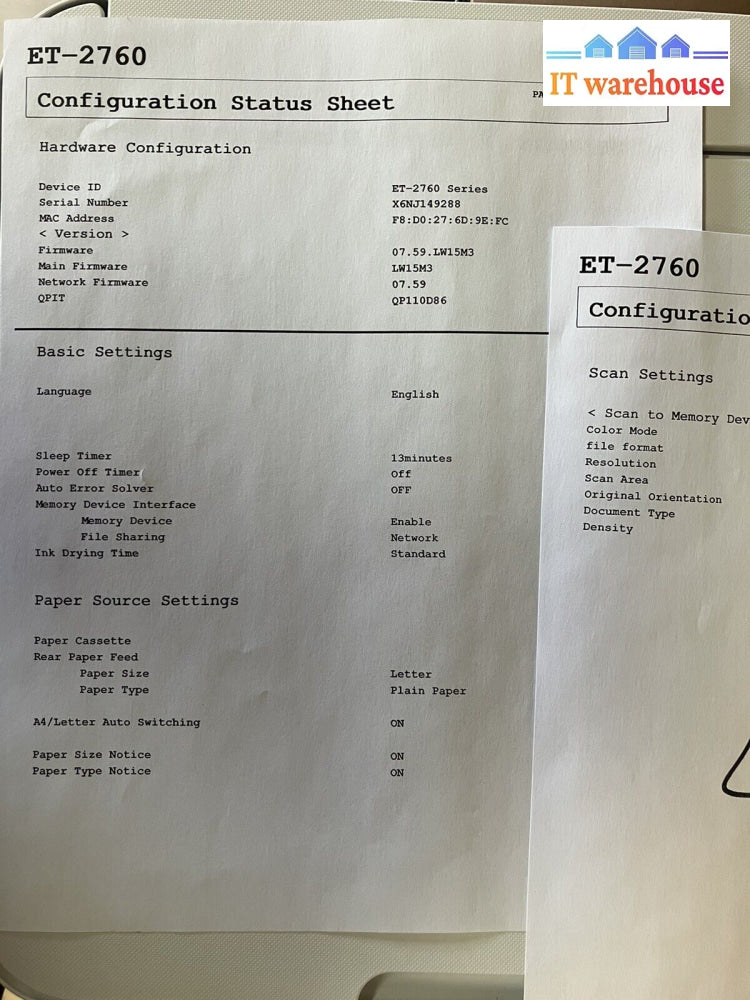 IT warehouse
ET-2760
Configuration Status Sheet
Hardware Configuration
Device ID ET-2760 Series
Serial Number X6NJ149288
MAC Address F8:D0:27:6D:9E:FC
< Version >
Firmware 07.59.LW15M3
Main Firmware LW15M3
Network Firmware 07.59
QPIT QP110D86
Basic Settings
Language English
Sleep Timer 13minutes
Power Off Timer Off
Auto Error Solver OFF
Memory Device Interface
Memory Device Enable
File Sharing Network
Ink Drying Time Standard
Paper Source Settings
Paper Cassette
Rear Paper Feed
Paper Size Letter
Paper Type Plain Paper
A4/Letter Auto Switching ON
Paper Size Notice ON
Paper Type Notice ON
ET-2760
Configuratio
Scan Settings
< Scan to Memory Dev
Color Mode
file format
Resolution
Scan Area
Original Orientation
Document Type
Density